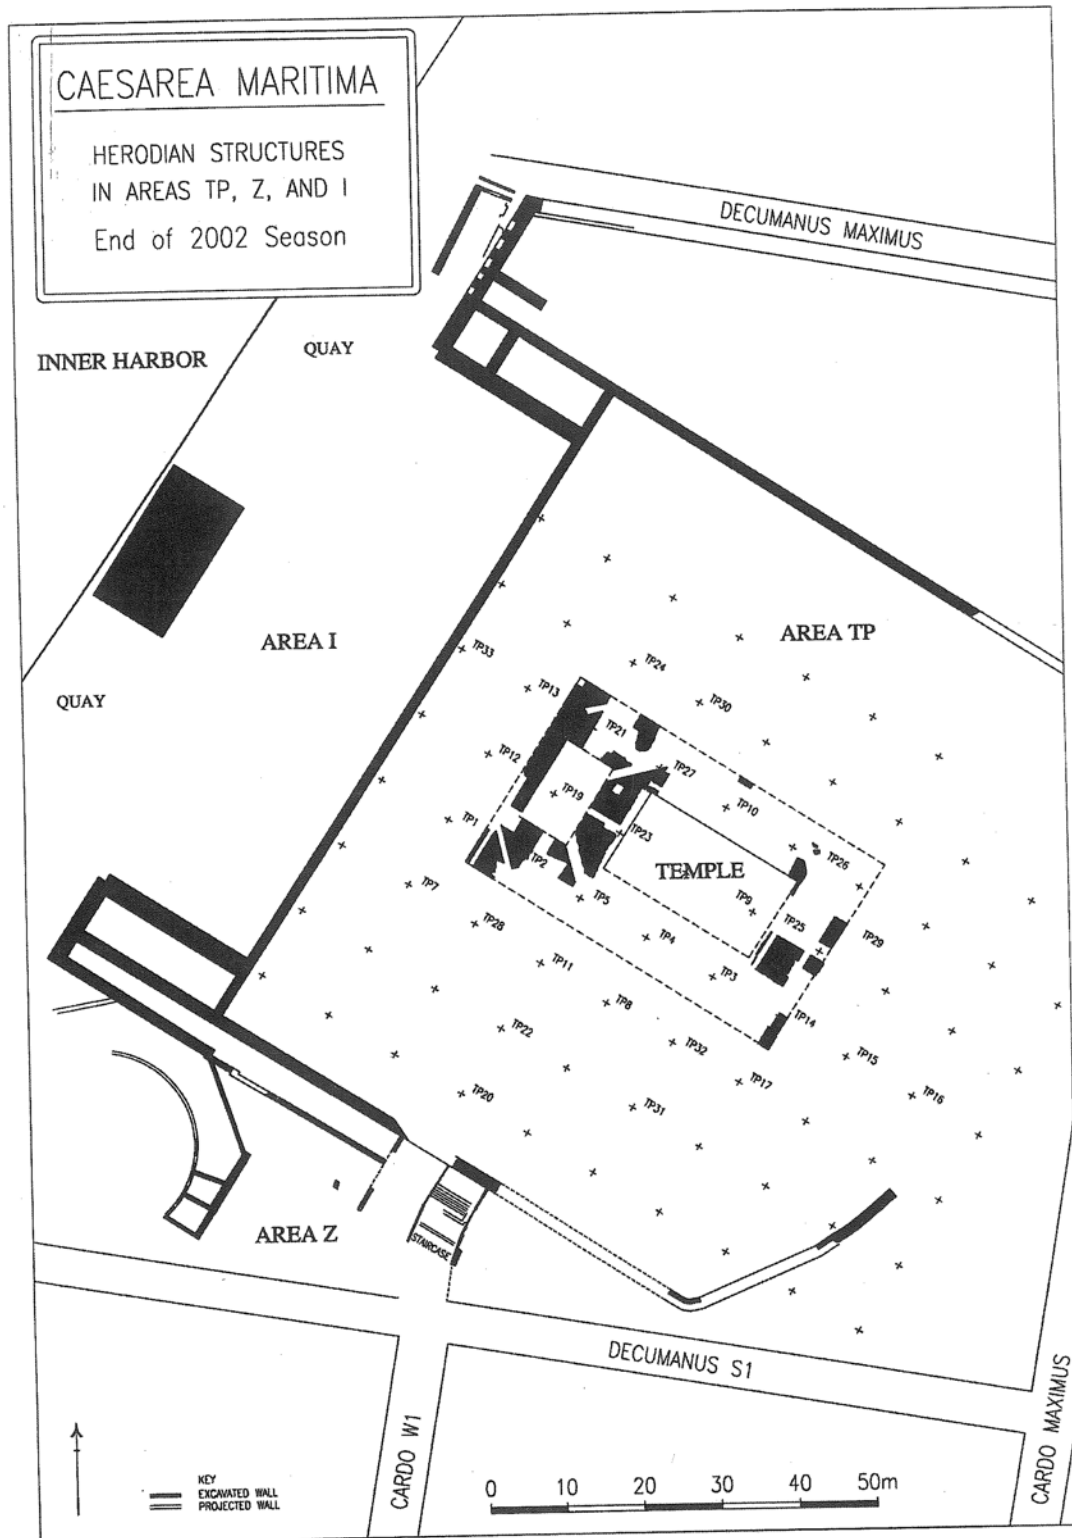 CAESAREA MARITIMA
HERODIAN STRUCTURES
IN AREAS TP, Z, AND I
End of 2002 Season
DECUMANUS MAXIMUS
INNER HARBOR
QUAY
AREA I
AREA TP
QUAY
TP33
TP24
TP13
TP30
TP21
TP12
TP27
TP19
TP10
TP1
TP23
TP2
TP26
TEMPLE
TP7
TP5
TP9
TP28
TP4
TP25
TP29
TP11
TP3
TP8
TP14
TP22
TP32
TP15
TP17
TP20
TP31
TP16
AREA Z
STAIRCASE
DECUMANUS S1
CARDO W1
CARDO MAXIMUS
KEY
EXCAVATED WALL
PROJECTED WALL
0 10 20 30 40 50m